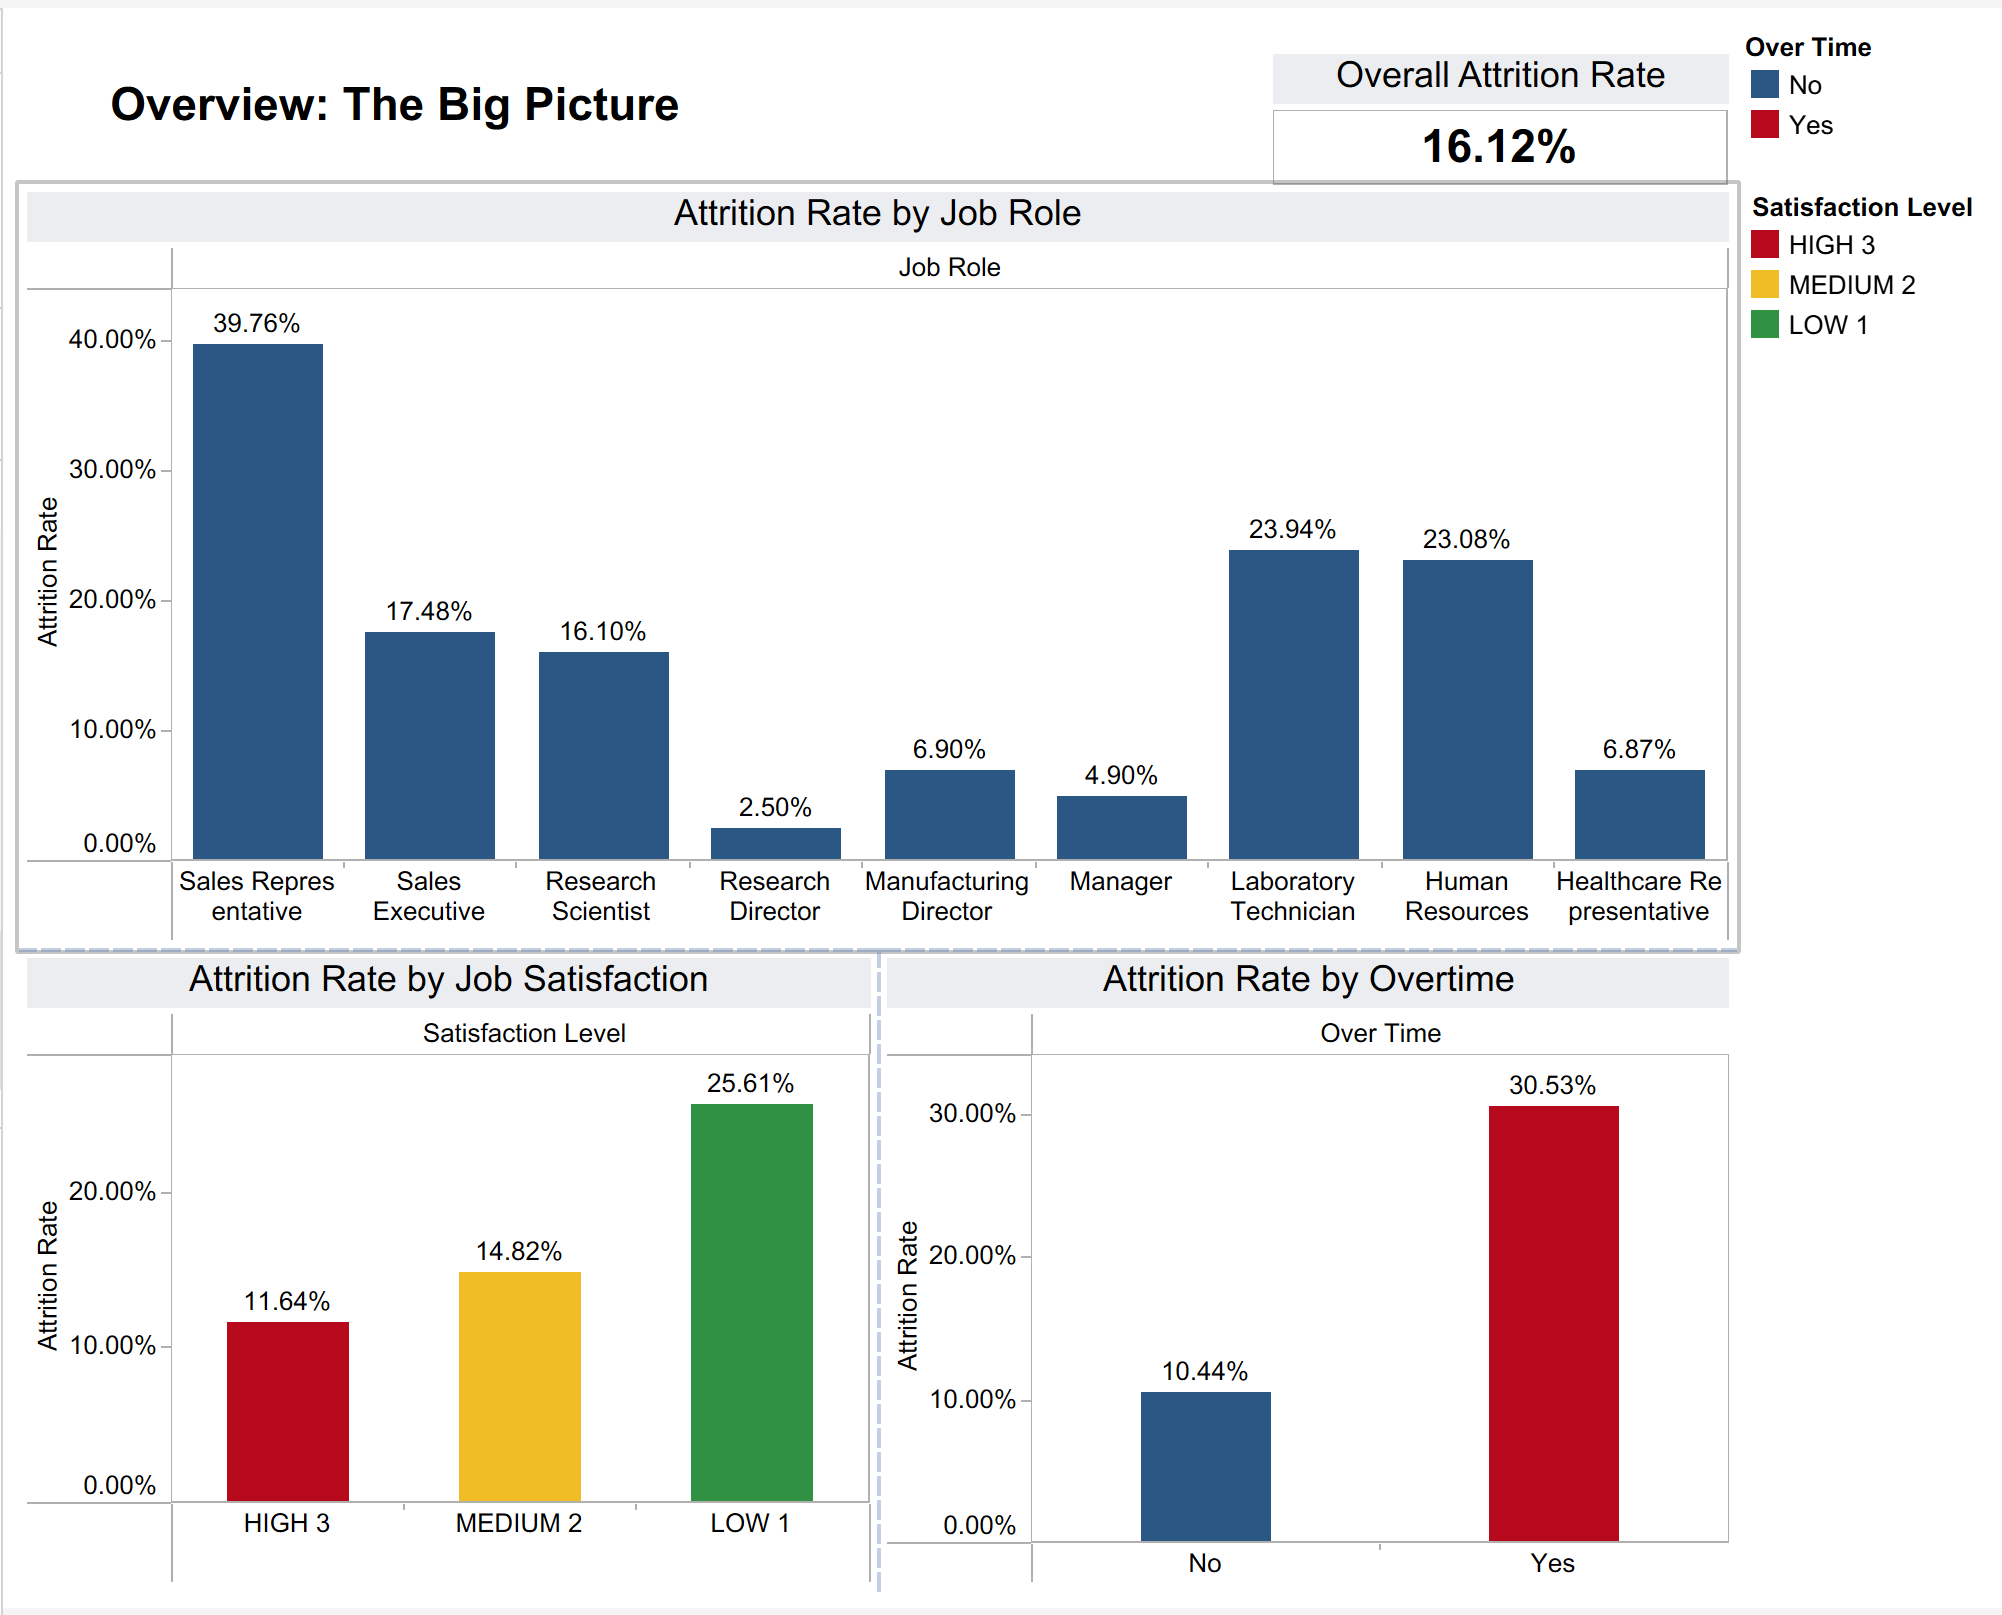 Overview: The Big Picture
Overall Attrition Rate
16.12%
Over Time
No
Yes
Satisfaction Level
HIGH 3
MEDIUM 2
LOW 1
Attrition Rate by Job Role
Job Role
Attrition Rate
40.00%
30.00%
20.00%
10.00%
0.00%
39.76%
17.48%
16.10%
2.50%
6.90%
4.90%
23.94%
23.08%
6.87%
Sales Repres
entative
Sales
Executive
Research
Scientist
Research
Director
Manufacturing
Director
Manager
Laboratory
Technician
Human
Resources
Healthcare Re
presentative
Attrition Rate by Job Satisfaction
Satisfaction Level
Attrition Rate
20.00%
10.00%
0.00%
11.64%
14.82%
25.61%
HIGH 3
MEDIUM 2
LOW 1
Attrition Rate by Overtime
Over Time
Attrition Rate
30.00%
20.00%
10.00%
0.00%
10.44%
30.53%
No
Yes